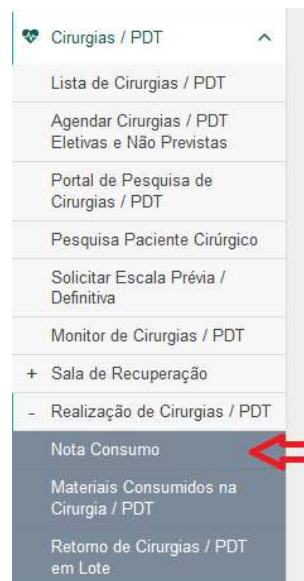 Cirurgias / PDT
Lista de Cirurgias / PDT
Agendar Cirurgias / PDT
Eletivas e Não Previstas
Portal de Pesquisa de
Cirurgias / PDT
Pesquisa Paciente Cirúrgico
Solicitar Escala Prévia /
Definitiva
Monitor de Cirurgias / PDT
+ Sala de Recuperação
- Realização de Cirurgias / PDT
Nota Consumo
Materiais Consumidos na
Cirurgia / PDT
Retorno de Cirurgias / PDT
em Lote